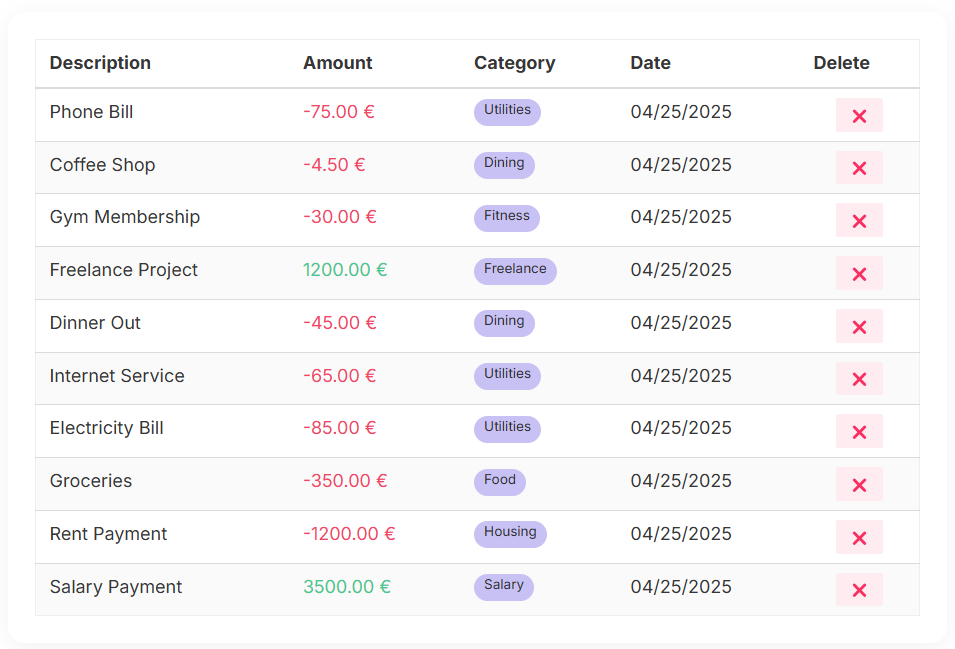 Description Amount Category Date Delete
Phone Bill -75.00 € Utilities 04/25/2025
Coffee Shop -4.50 € Dining 04/25/2025
Gym Membership -30.00 € Fitness 04/25/2025
Freelance Project 1200.00 € Freelance 04/25/2025
Dinner Out -45.00 € Dining 04/25/2025
Internet Service -65.00 € Utilities 04/25/2025
Electricity Bill -85.00 € Utilities 04/25/2025
Groceries -350.00 € Food 04/25/2025
Rent Payment -1200.00 € Housing 04/25/2025
Salary Payment 3500.00 € Salary 04/25/2025